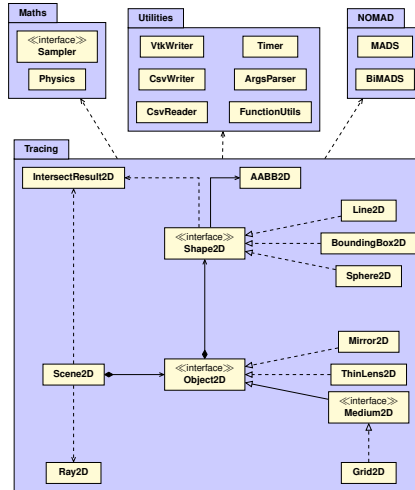 Maths
≪interface≫
Sampler
Physics
Utilities
VtkWriter
Timer
CsvWriter
ArgsParser
CsvReader
FunctionUtils
NOMAD
MADS
BiMADS
Tracing
IntersectResult2D
AABB2D
Line2D
≪interface≫
Shape2D
BoundingBox2D
Sphere2D
Mirror2D
Scene2D
≪interface≫
Object2D
ThinLens2D
≪interface≫
Medium2D
Ray2D
Grid2D